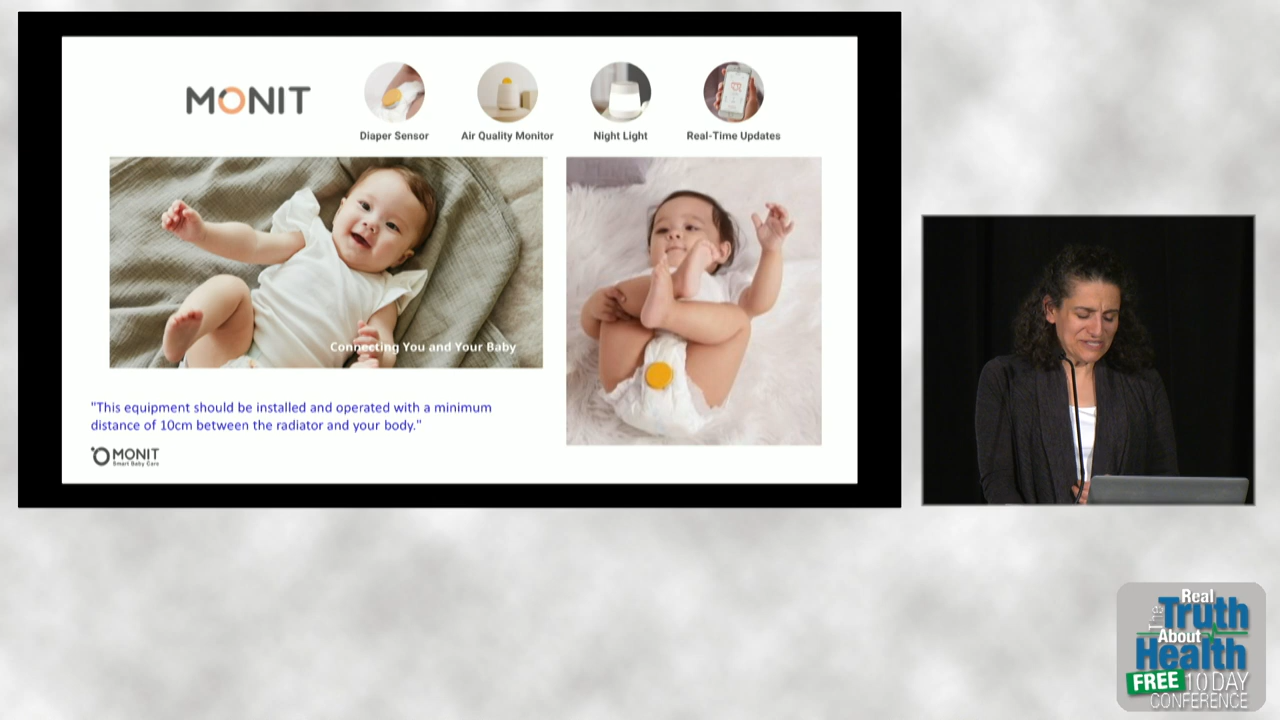 MONIT
Diaper Sensor
Air Quality Monitor
Night Light
Real-Time Updates
Connecting You and Your Baby
"This equipment should be installed and operated with a minimum
distance of 10cm between the radiator and your body."
MONIT
Smart Baby Care
The Real
Truth
About
Health
FREE 10 DAY
CONFERENCE